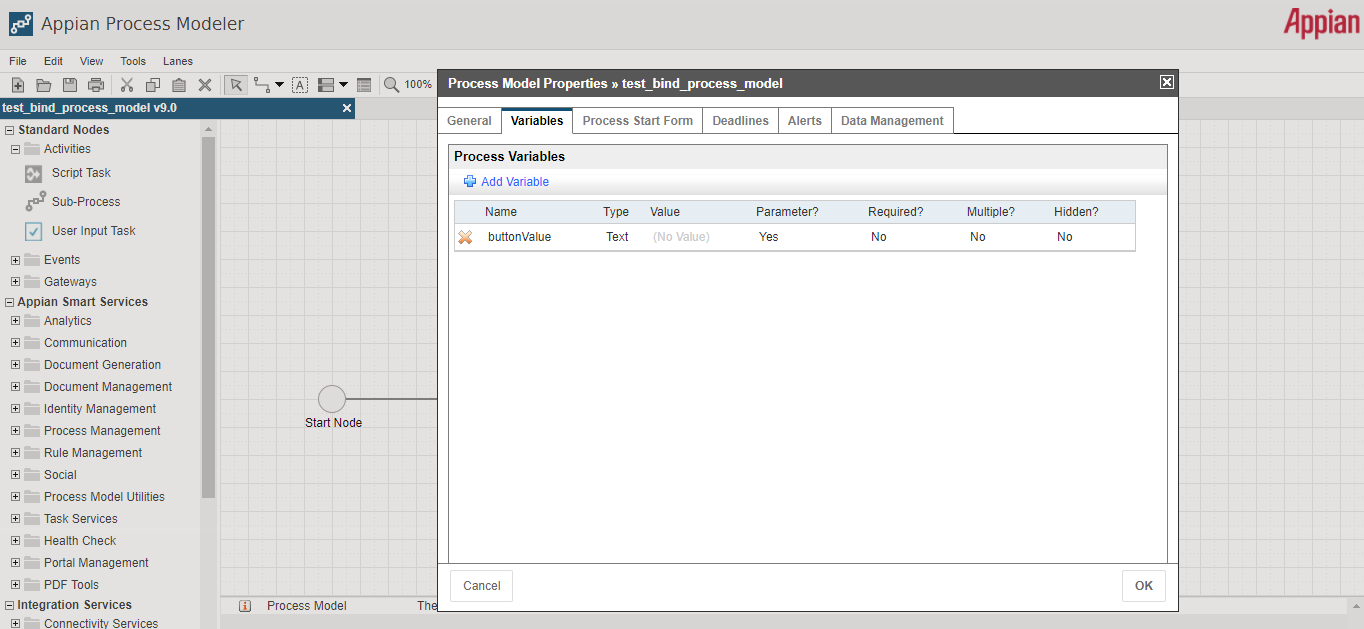 Appian Process Modeler
Appian
File Edit View Tools Lanes
A 100%
test_bind_process_model v9.0
Standard Nodes
Activities
Script Task
Sub-Process
User Input Task
Events
Gateways
Appian Smart Services
Analytics
Communication
Document Generation
Document Management
Identity Management
Process Management
Rule Management
Social
Process Model Utilities
Task Services
Health Check
Portal Management
PDF Tools
Integration Services
Connectivity Services
Start Node
Process Model The
Process Model Properties » test_bind_process_model
General Variables Process Start Form Deadlines Alerts Data Management
Process Variables
Add Variable
Name Type Value Parameter? Required? Multiple? Hidden?
buttonValue Text (No Value) Yes No No No
Cancel OK